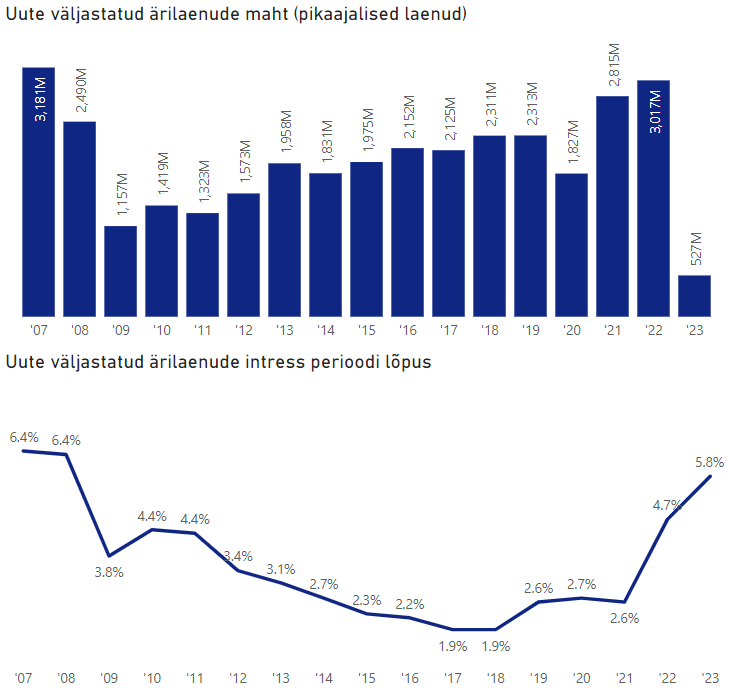 Uute väljastatud ärilaenude maht (pikaajalised laenud)
3,181M
2,490M
1,157M
1,419M
1,323M
1,573M
1,958M
1,831M
1,975M
2,152M
2,125M
2,311M
2,313M
1,827M
2,815M
3,017M
527M
'07 '08 '09 '10 '11 '12 '13 '14 '15 '16 '17 '18 '19 '20 '21 '22 '23
Uute väljastatud ärilaenude intress perioodi lõpus
6.4% 6.4% 3.8% 4.4% 4.4% 3.4% 3.1% 2.7% 2.3% 2.2% 1.9% 1.9% 2.6% 2.7% 2.6% 4.7% 5.8%
'07 '08 '09 '10 '11 '12 '13 '14 '15 '16 '17 '18 '19 '20 '21 '22 '23